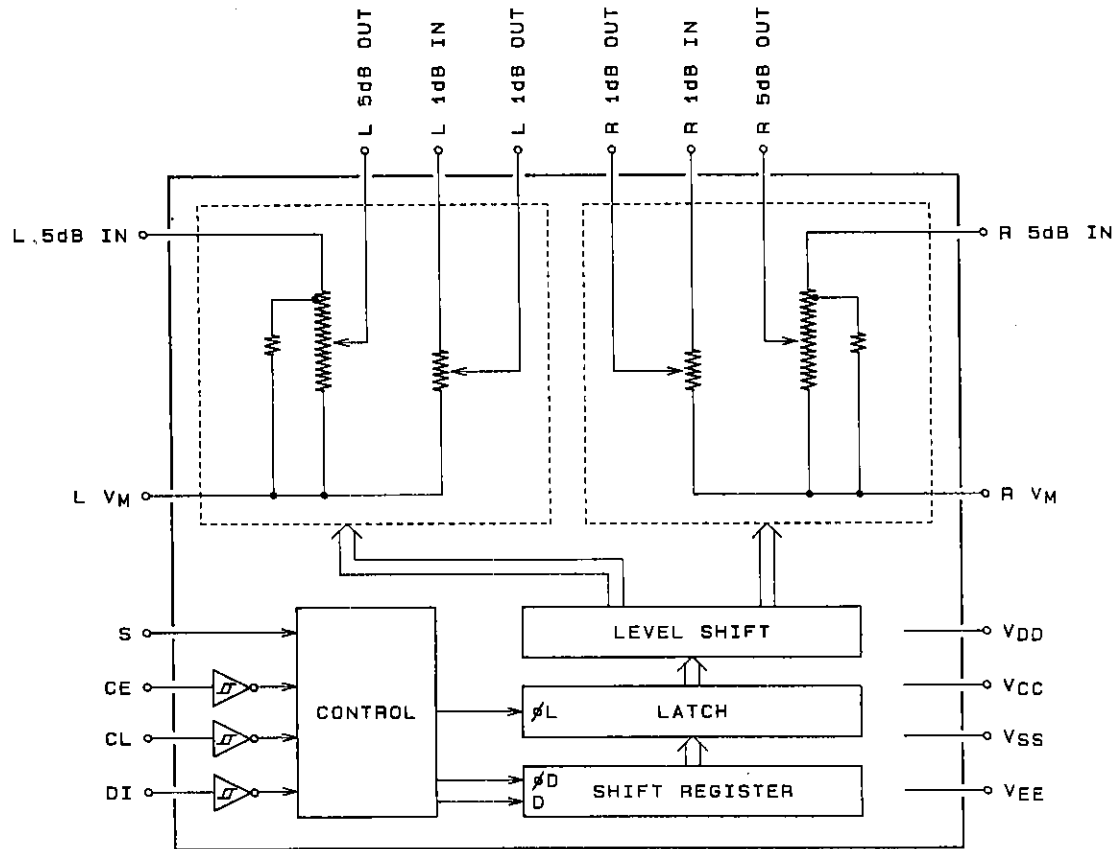 L 5dB OUT
L 1dB IN
L 1dB OUT
R 1dB OUT
R 1dB IN
R 5dB OUT
L 5dB IN
R 5dB IN
L VM
R VM
S
CE
CL
DI
CONTROL
LEVEL SHIFT
øL LATCH
øD
D
SHIFT REGISTER
VDD
VCC
VSS
VEE